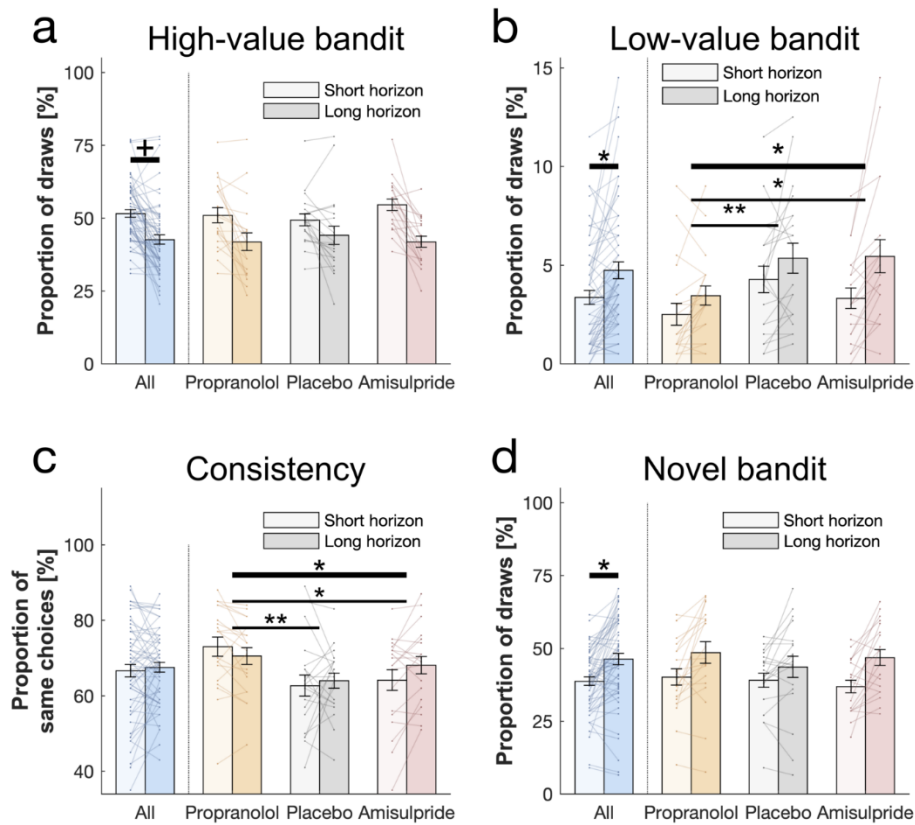 a
High-value bandit
Proportion of draws [%]
100
75
50
25
0
Short horizon
Long horizon
+
All
Propranolol
Placebo
Amisulpride
b
Low-value bandit
Proportion of draws [%]
15
10
5
0
Short horizon
Long horizon
*
*
*
**
All
Propranolol
Placebo
Amisulpride
c
Consistency
Proportion of
same choices [%]
100
80
60
40
Short horizon
Long horizon
*
*
**
All
Propranolol
Placebo
Amisulpride
d
Novel bandit
Proportion of draws [%]
100
75
50
25
0
Short horizon
Long horizon
*
All
Propranolol
Placebo
Amisulpride